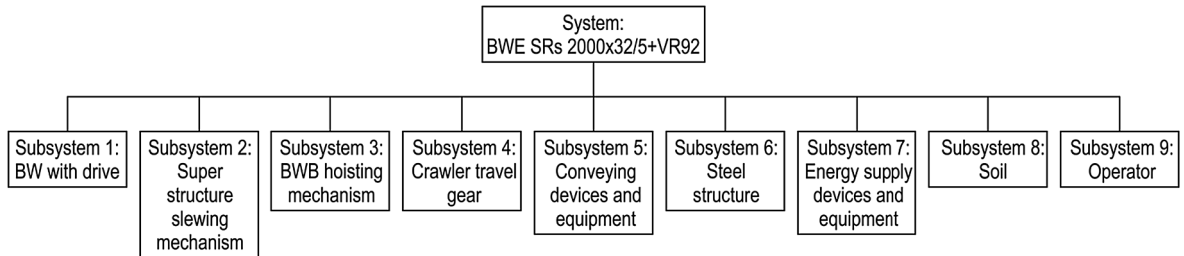 System:
BWE SRs 2000x32/5+VR92
Subsystem 1:
BW with drive
Subsystem 2:
Super
structure
slewing
mechanism
Subsystem 3:
BWB hoisting
mechanism
Subsystem 4:
Crawler travel
gear
Subsystem 5:
Conveying
devices and
equipment
Subsystem 6:
Steel
structure
Subsystem 7:
Energy supply
devices and
equipment
Subsystem 8:
Soil
Subsystem 9:
Operator